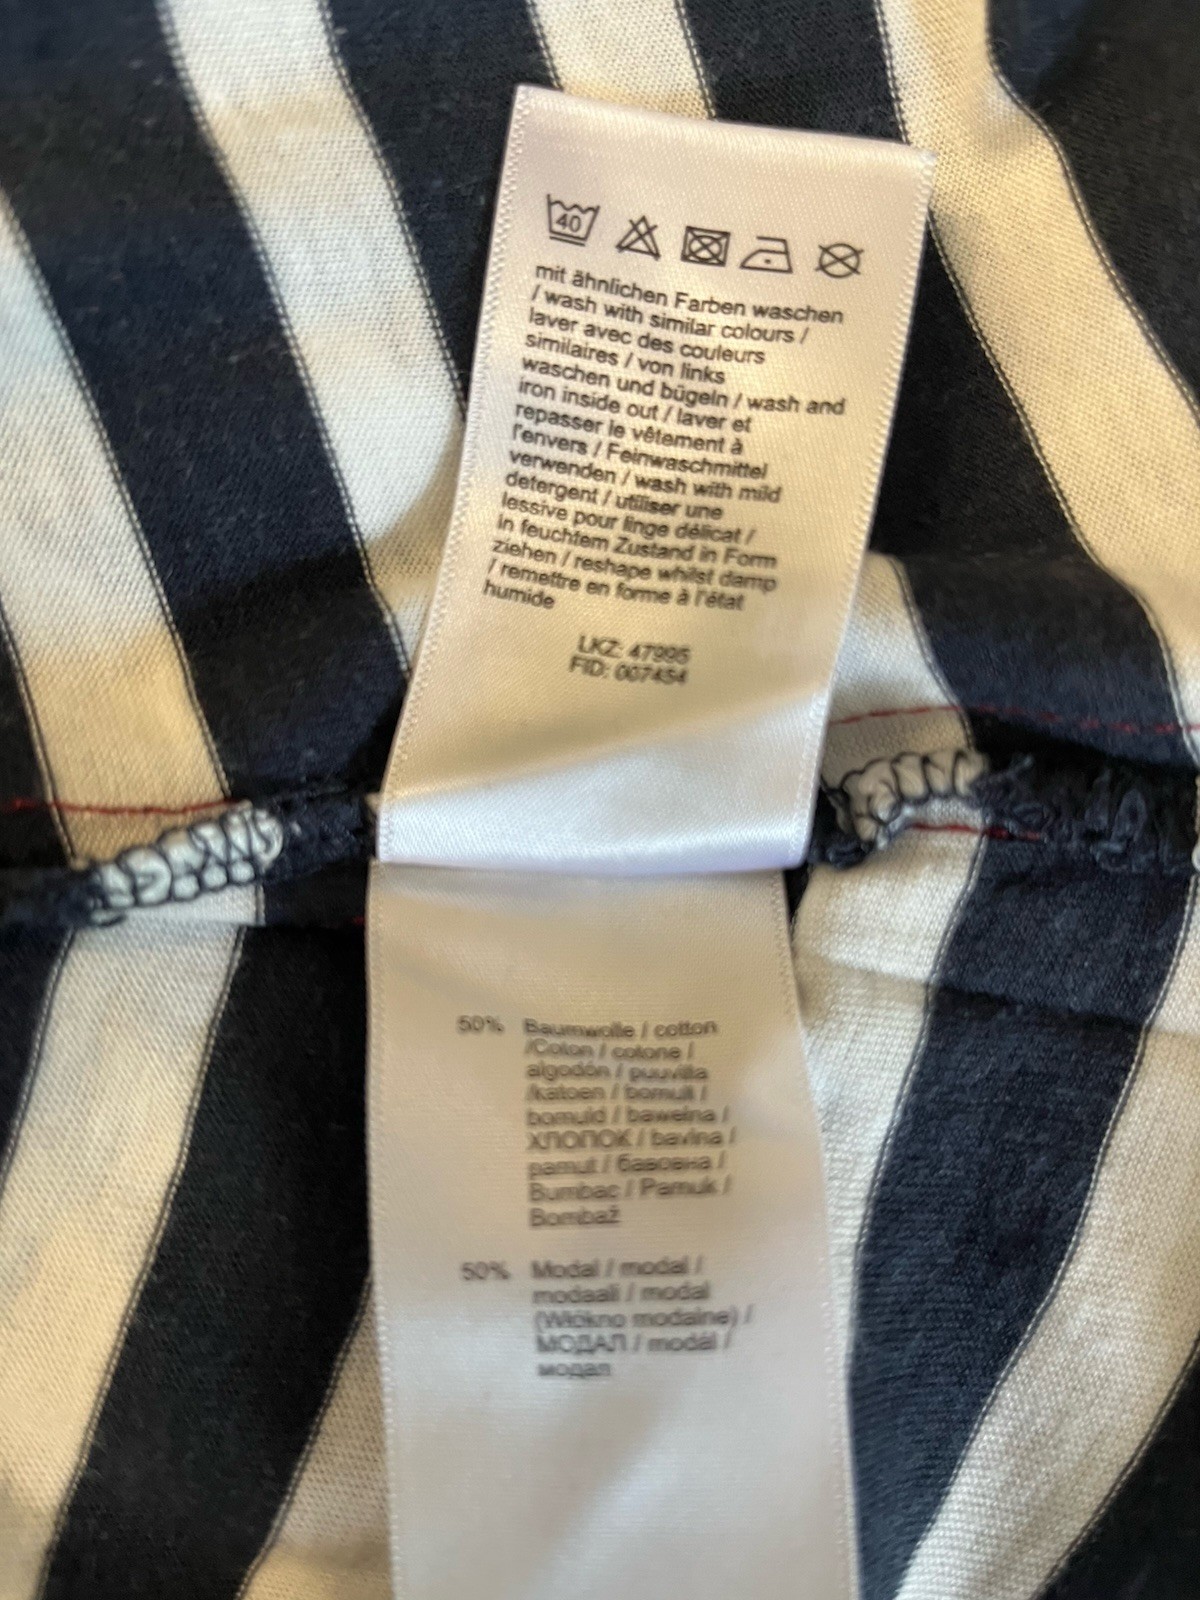 40
mit ähnlichen Farben waschen
/ wash with similar colours /
laver avec des couleurs
similaires / von links
waschen und bügeln / wash and
iron inside out / laver et
repasser le vêtement à
l'envers / Feinwaschmittel
verwenden / wash with mild
detergent / utiliser une
lessive pour linge délicat /
in feuchtem Zustand in Form
ziehen / reshape whilst damp
/ remettre en forme à l'état
humide
LKZ: 47995
FID: 007454
50% Baumwolle / cotton
/Coton / cotone /
algodón / puuvilla
/katoen / bomull /
bomuld / bawełna /
ХЛОПОК / bavlna /
pamut / бавовна /
Bumbac / Pamuk /
Bombaž
50% Modal / modal /
modaali / modal
(Włókno modalne) /
МОДАЛ / modál /
модал